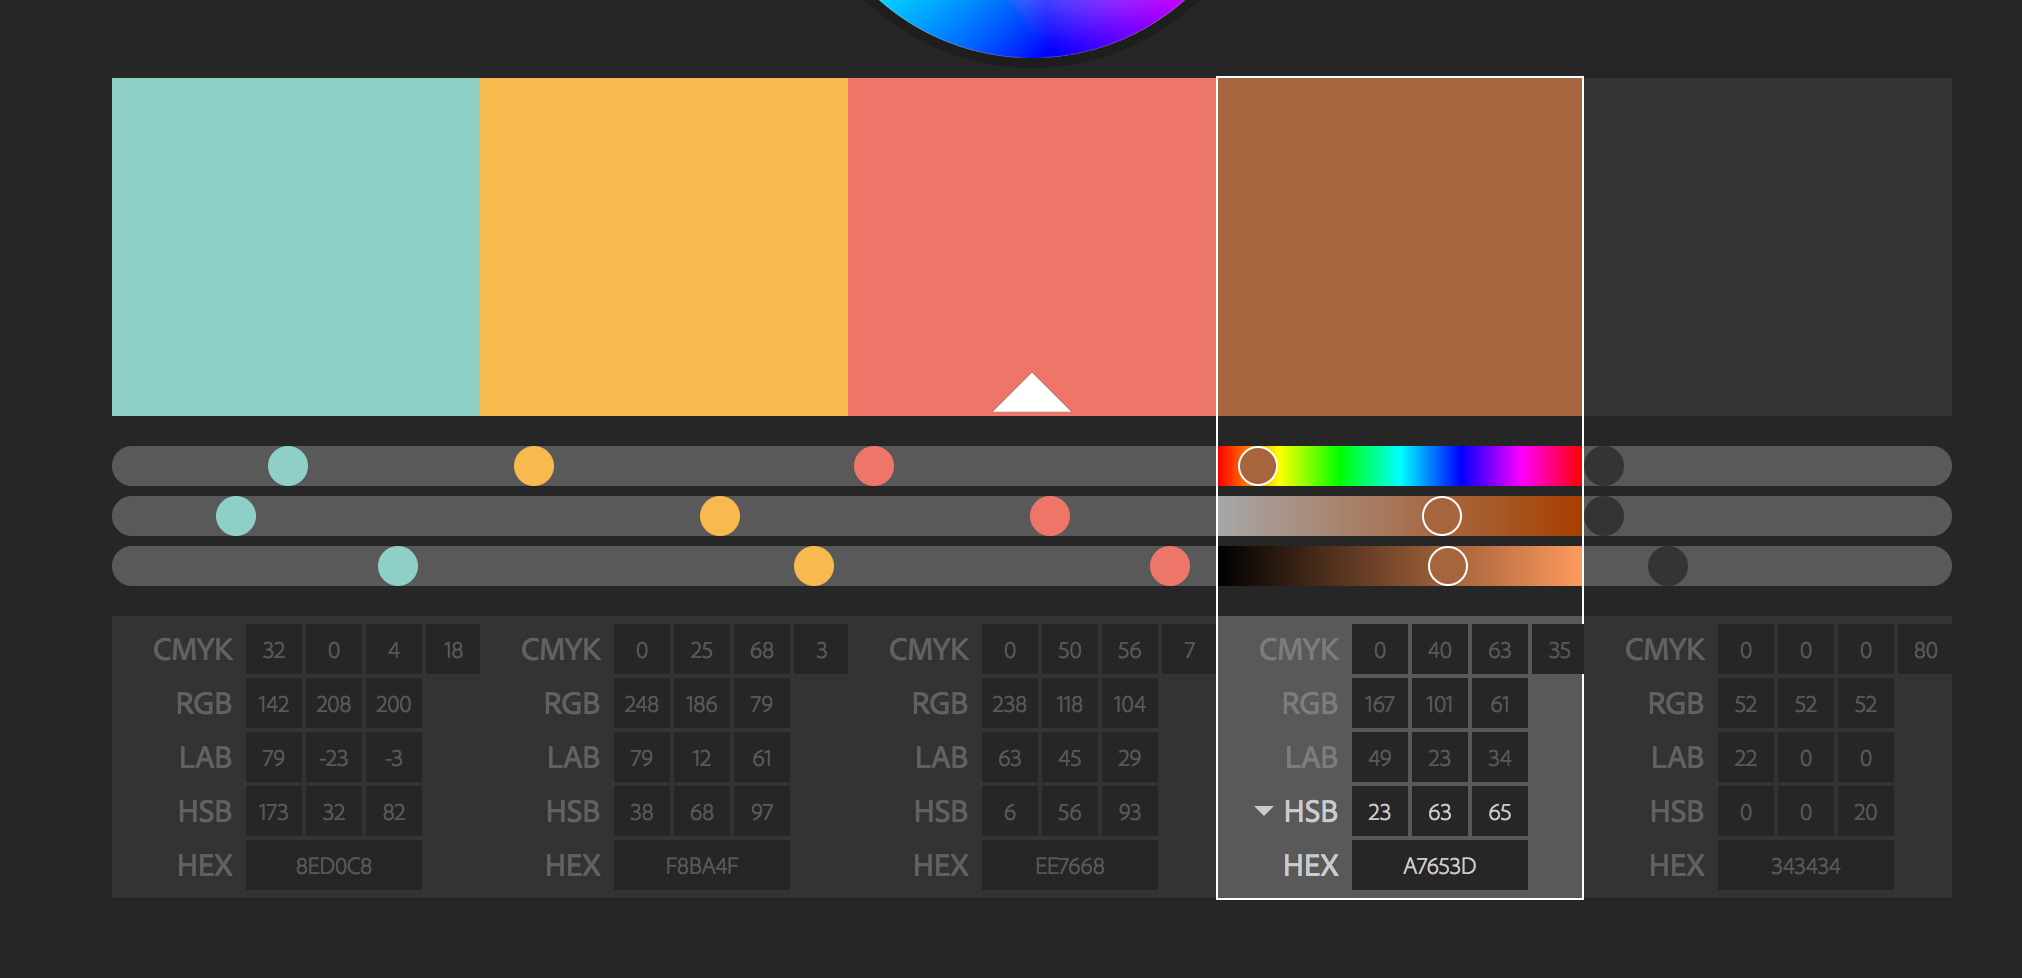 CMYK 32 0 4 18 CMYK 0 25 68 3 CMYK 0 50 56 7 CMYK 0 40 63 35 CMYK 0 0 0 80
RGB 142 208 200 RGB 248 186 79 RGB 238 118 104 RGB 167 101 61 RGB 52 52 52
LAB 79 -23 -3 LAB 79 12 61 LAB 63 45 29 LAB 49 23 34 LAB 22 0 0
HSB 173 32 82 HSB 38 68 97 HSB 6 56 93 HSB 23 63 65 HSB 0 0 20
HEX 8ED0C8 HEX F8BA4F HEX EE7668 HEX A7653D HEX 343434